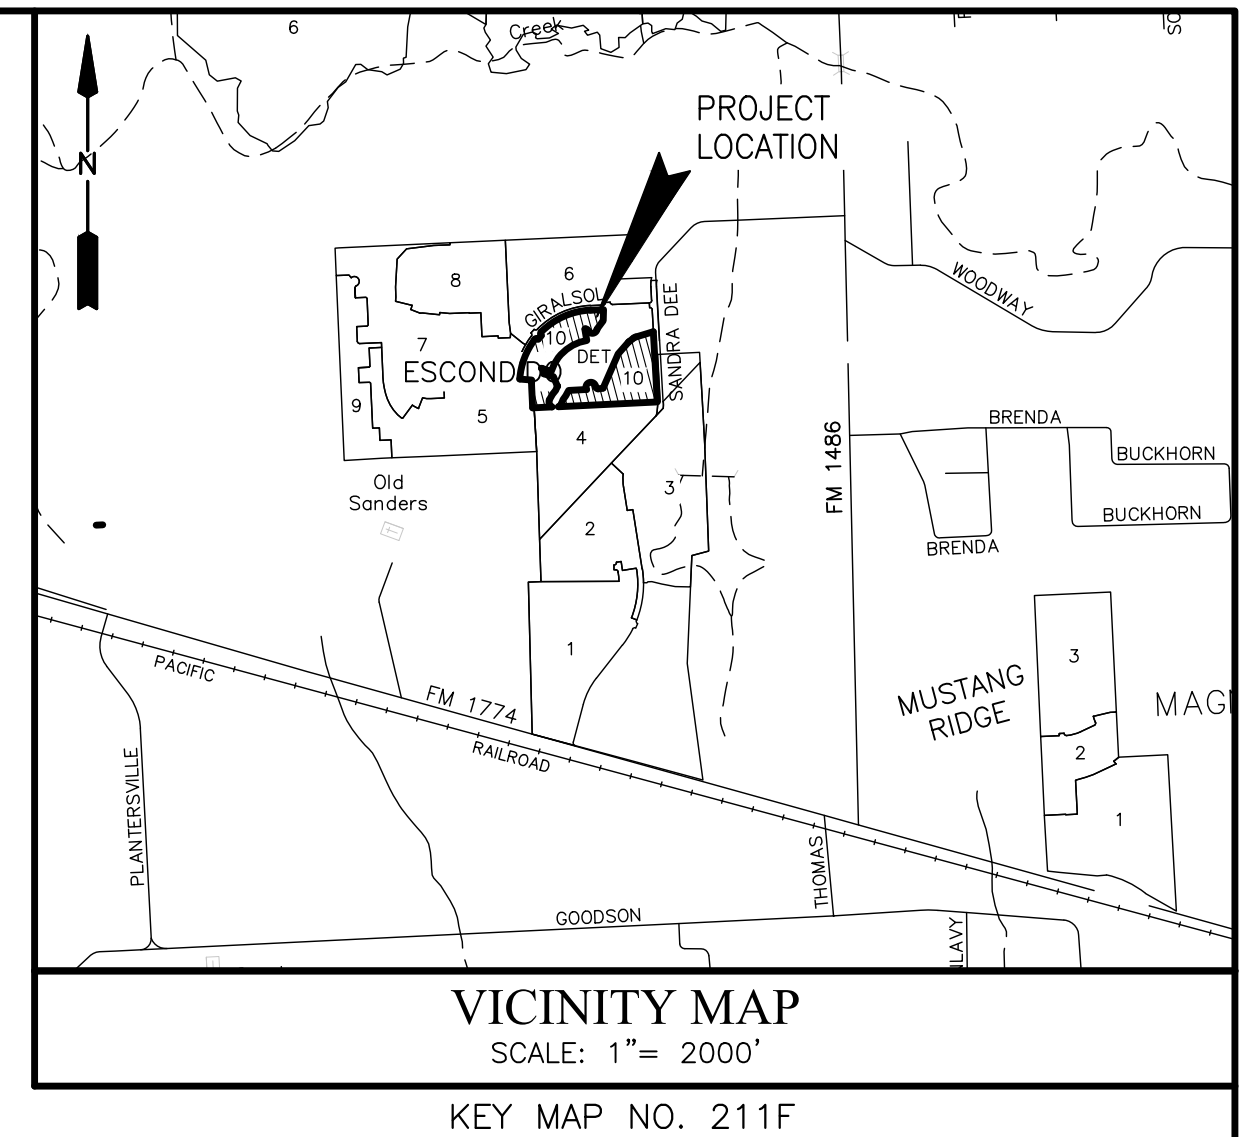 6
Creek
N
PROJECT
LOCATION
8
6
GIRALSOL
SANDRA DEE
WOODWAY
7
10
DET
ESCONDIDO
10
9
5
4
BRENDA
BUCKHORN
FM 1486
Old
Sanders
3
BUCKHORN
2
BRENDA
1
3
PACIFIC
FM 1774
MUSTANG
RIDGE
RAILROAD
2
1
PLANTERSVILLE
THOMAS
GOODSON
VICINITY MAP
SCALE: 1"= 2000'
KEY MAP NO. 211F